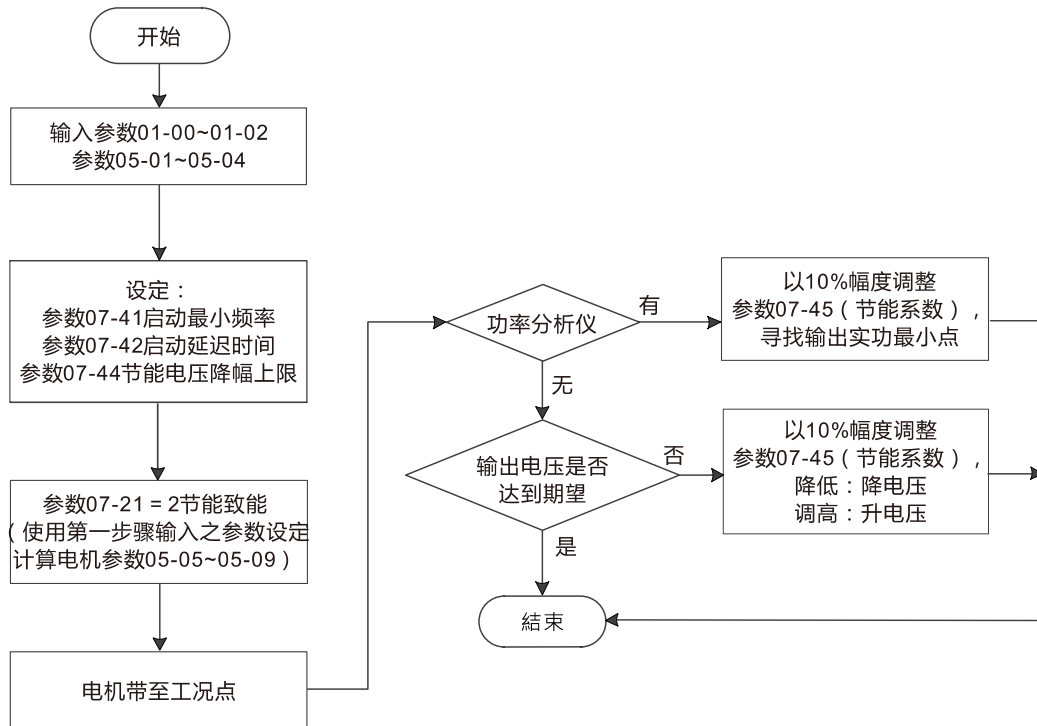 开始
输入参数01-00~01-02
参数05-01~05-04
设定：
参数07-41启动最小频率
参数07-42启动延迟时间
参数07-44节能电压降幅上限
参数07-21 = 2节能致能
（使用第一步骤输入之参数设定
计算电机参数05-05~05-09）
电机带至工况点
功率分析仪
有
以10%幅度调整
参数07-45（节能系数），
寻找输出实功最小点
无
输出电压是否
达到期望
否
以10%幅度调整
参数07-45（节能系数），
降低：降电压
调高：升电压
是
結束